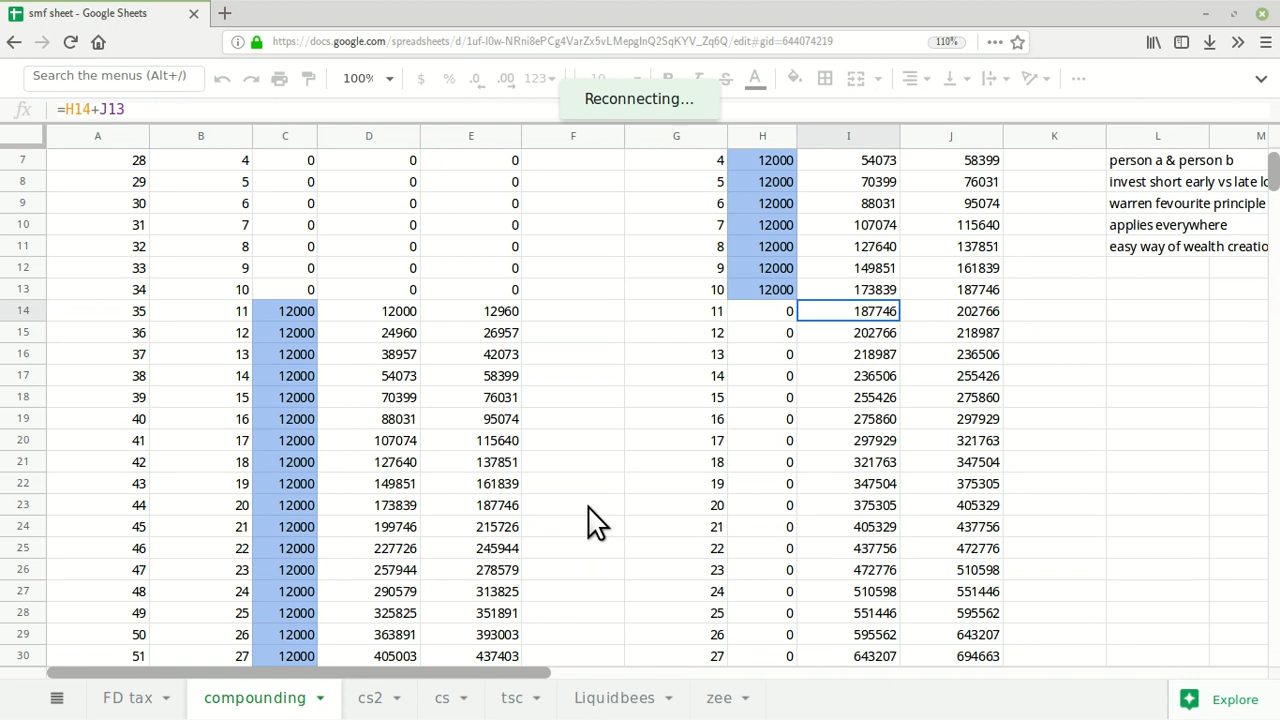 smf sheet - Google Sheets
https://docs.google.com/spreadsheets/d/1uf-I0w-NRni8ePCg4VarZx5vLMepgInQ2SqKYV_Zq6Q/edit#gid=644074219 110%
Search the menus (Alt+/) 100% $ % .0 .00 123 10 B I S A
Reconnecting...
fx =H14+J13
A B C D E F G H I J K L M
7 28 4 0 0 0 4 12000 54073 58399 person a & person b
8 29 5 0 0 0 5 12000 70399 76031 invest short early vs late lo
9 30 6 0 0 0 6 12000 88031 95074 warren fevourite principle
10 31 7 0 0 0 7 12000 107074 115640 applies everywhere
11 32 8 0 0 0 8 12000 127640 137851 easy way of wealth creatio
12 33 9 0 0 0 9 12000 149851 161839
13 34 10 0 0 0 10 12000 173839 187746
14 35 11 12000 12000 12960 11 0 187746 202766
15 36 12 12000 24960 26957 12 0 202766 218987
16 37 13 12000 38957 42073 13 0 218987 236506
17 38 14 12000 54073 58399 14 0 236506 255426
18 39 15 12000 70399 76031 15 0 255426 275860
19 40 16 12000 88031 95074 16 0 275860 297929
20 41 17 12000 107074 115640 17 0 297929 321763
21 42 18 12000 127640 137851 18 0 321763 347504
22 43 19 12000 149851 161839 19 0 347504 375305
23 44 20 12000 173839 187746 20 0 375305 405329
24 45 21 12000 199746 215726 21 0 405329 437756
25 46 22 12000 227726 245944 22 0 437756 472776
26 47 23 12000 257944 278579 23 0 472776 510598
27 48 24 12000 290579 313825 24 0 510598 551446
28 49 25 12000 325825 351891 25 0 551446 595562
29 50 26 12000 363891 393003 26 0 595562 643207
30 51 27 12000 405003 437403 27 0 643207 694663
FD tax compounding cs2 cs tsc Liquidbees zee Explore